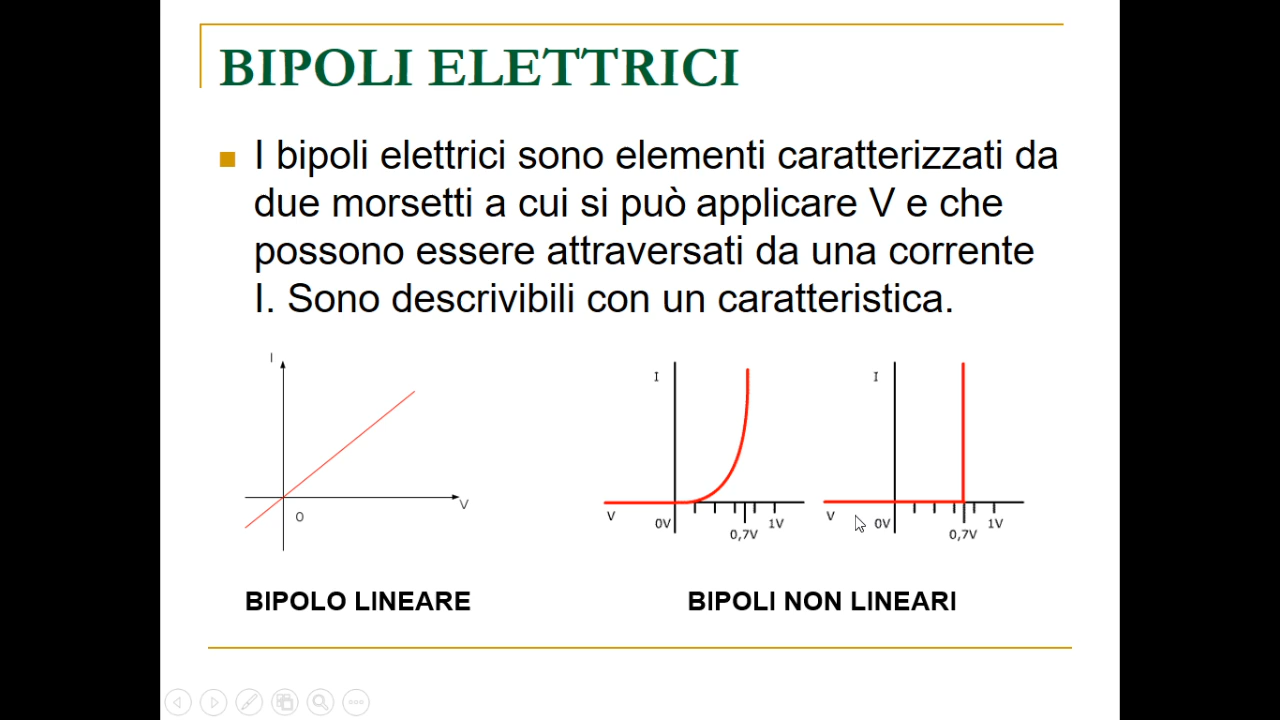 BIPOLI ELETTRICI
I bipoli elettrici sono elementi caratterizzati da
due morsetti a cui si può applicare V e che
possono essere attraversati da una corrente
I. Sono descrivibili con un caratteristica.
I
V
O
I
V
0V
0,7V
1V
I
V
0V
0,7V
1V
BIPOLO LINEARE
BIPOLI NON LINEARI